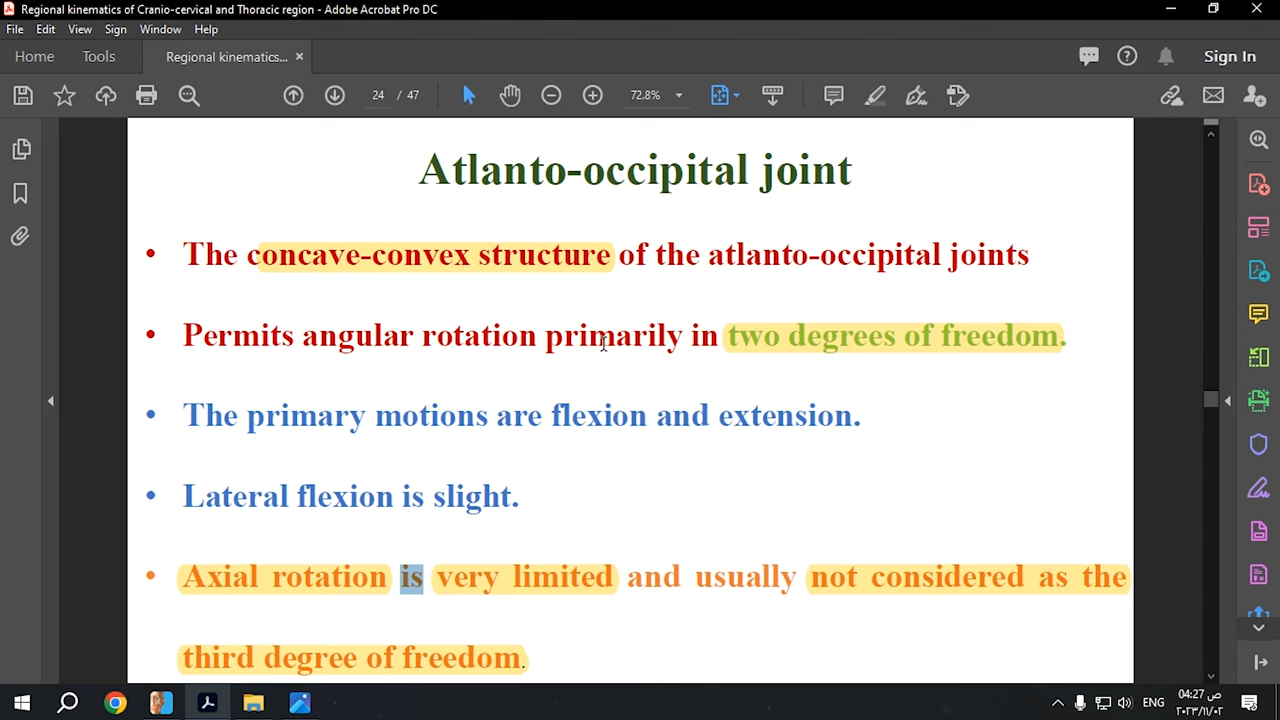 Regional kinematics of Cranio-cervical and Thoracic region - Adobe Acrobat Pro DC
File Edit View Sign Window Help
Home Tools Regional kinematics... ×
Sign In
24 / 47 72.8%
Atlanto-occipital joint
• The concave-convex structure of the atlanto-occipital joints
• Permits angular rotation primarily in two degrees of freedom.
• The primary motions are flexion and extension.
• Lateral flexion is slight.
• Axial rotation is very limited and usually not considered as the
third degree of freedom.
ENG
04:27 ص
٢٠٢٣/١١/٠٢